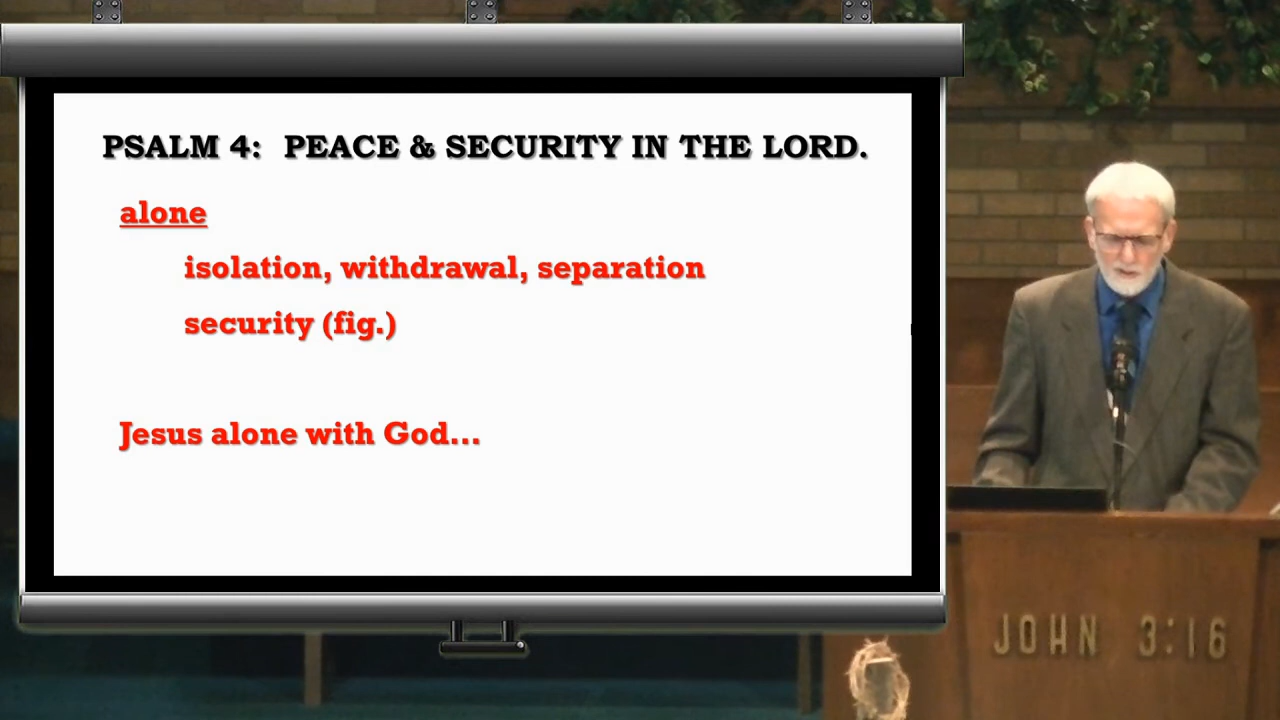 PSALM 4: PEACE & SECURITY IN THE LORD.
alone
isolation, withdrawal, separation
security (fig.)
Jesus alone with God...
JOHN 3:16